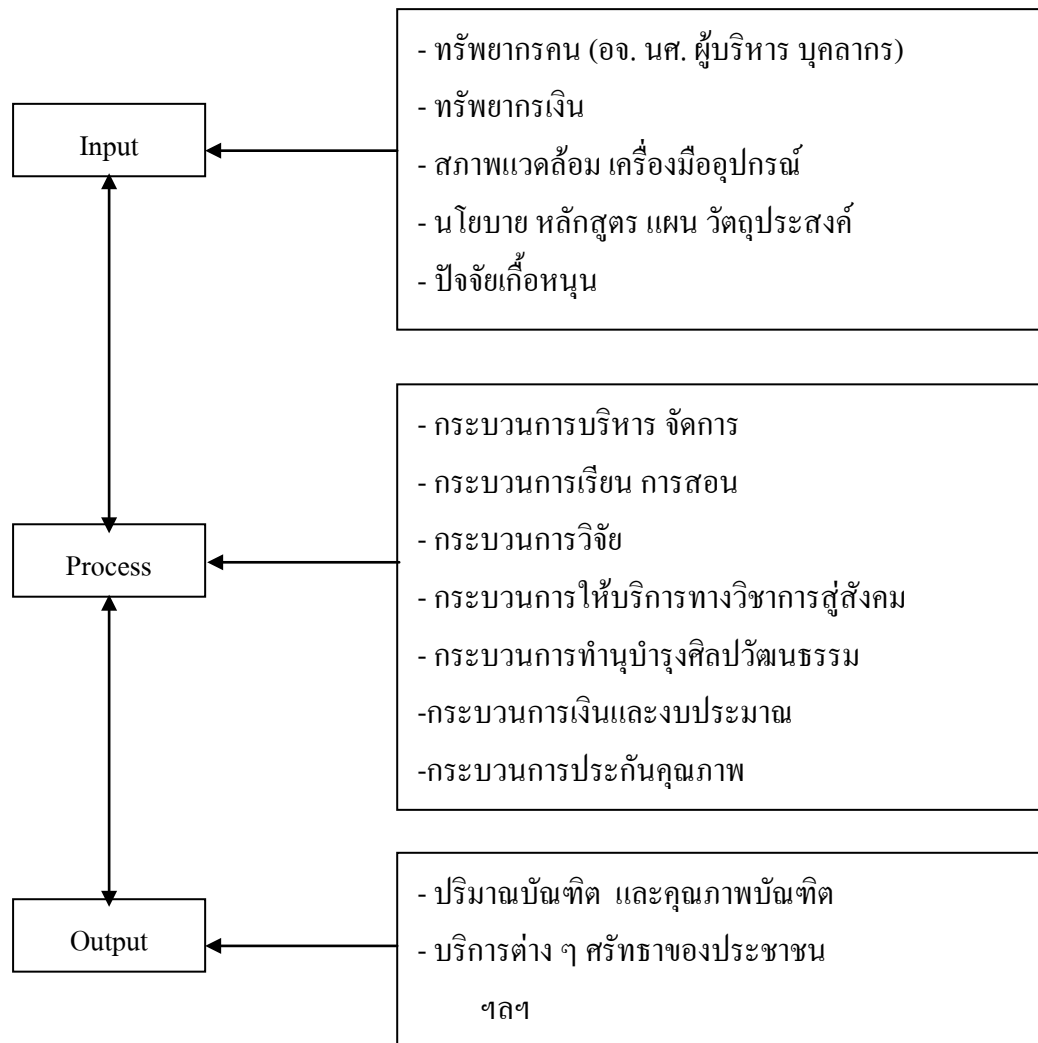 - ทรัพยากรคน (อจ. นศ. ผู้บริหาร บุคลากร)
- ทรัพยากรเงิน
Input
- สภาพแวดล้อม เครื่องมืออุปกรณ์
- นโยบาย หลักสูตร แผน วัตถุประสงค์
- ปัจจัยเกื้อหนุน
- กระบวนการบริหาร จัดการ
- กระบวนการเรียน การสอน
- กระบวนการวิจัย
Process
- กระบวนการให้บริการทางวิชาการสู่สังคม
- กระบวนการทำนุบำรุงศิลปวัฒนธรรม
-กระบวนการเงินและงบประมาณ
-กระบวนการประกันคุณภาพ
- ปริมาณบัณฑิต และคุณภาพบัณฑิต
Output
- บริการต่าง ๆ ศรัทธาของประชาชน
ฯลฯ